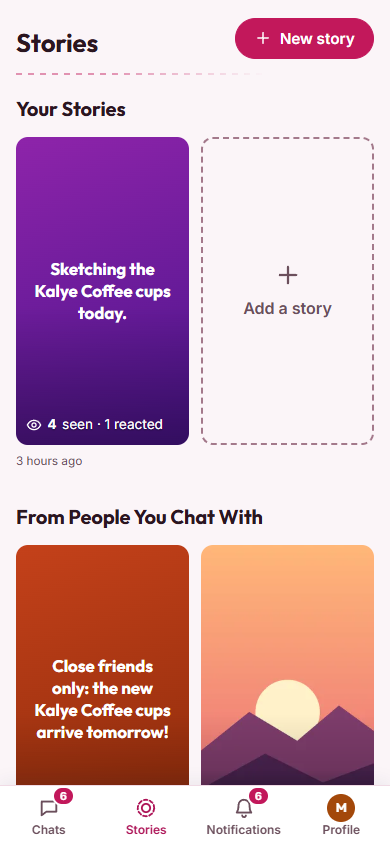 Stories
+ New story
Your Stories
Sketching the
Kalye Coffee cups
today.
4 seen · 1 reacted
+
Add a story
3 hours ago
From People You Chat With
Close friends
only: the new
Kalye Coffee cups
arrive tomorrow!
6
6
M
Chats
Stories
Notifications
Profile